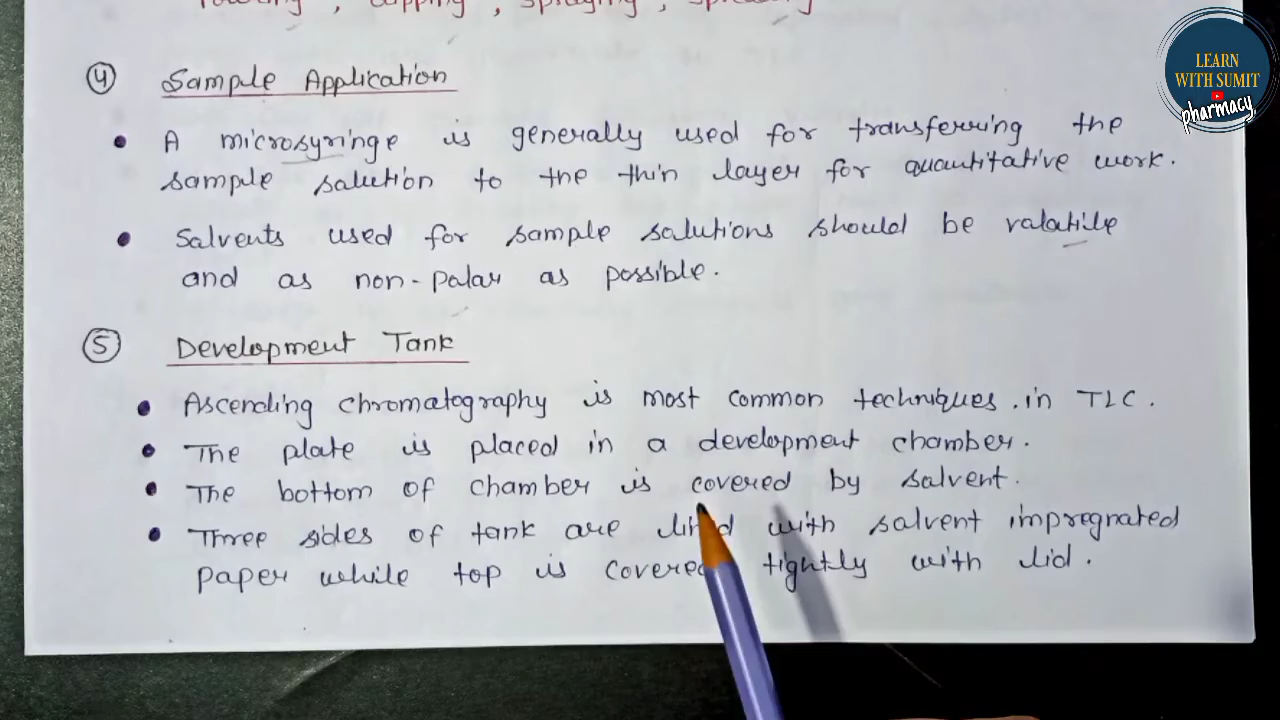 ④ Sample Application
• A microsyringe is generally used for transferring the
sample solution to the thin layer for quantitative work.
• Solvents used for sample solutions should be volatile
and as non-polar as possible.
⑤ Development Tank
• Ascending chromatography is most common techniques in TLC.
• The plate is placed in a development chamber.
• The bottom of chamber is covered by solvent.
• Three sides of tank are lined with solvent impregnated
paper while top is covered tightly with lid.
LEARN
WITH SUMIT
pharmacy